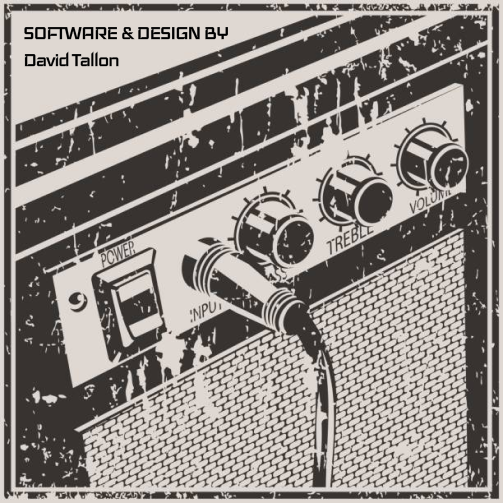 SOFTWARE & DESIGN BY
David Tallon
POWER
INPUT
TREBLE
VOLUME